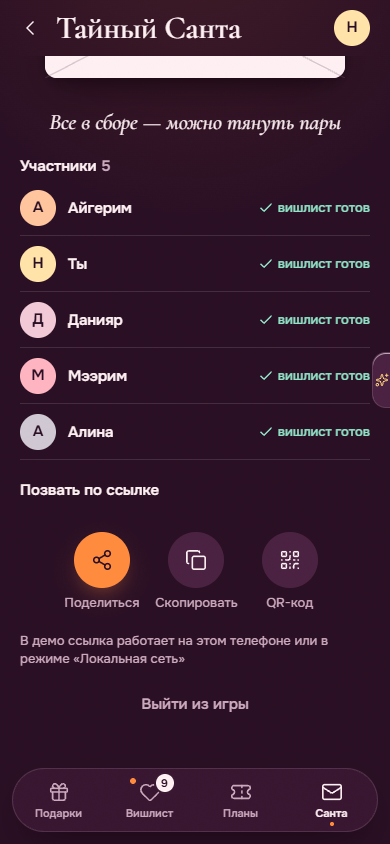 Тайный Санта
Н
Все в сборе — можно тянуть пары
Участники 5
А Айгерим вишлист готов
Н Ты вишлист готов
Д Данияр вишлист готов
М Мээрим вишлист готов
А Алина вишлист готов
Позвать по ссылке
Поделиться Скопировать QR-код
В демо ссылка работает на этом телефоне или в
режиме «Локальная сеть»
Выйти из игры
9
Подарки Вишлист Планы Санта